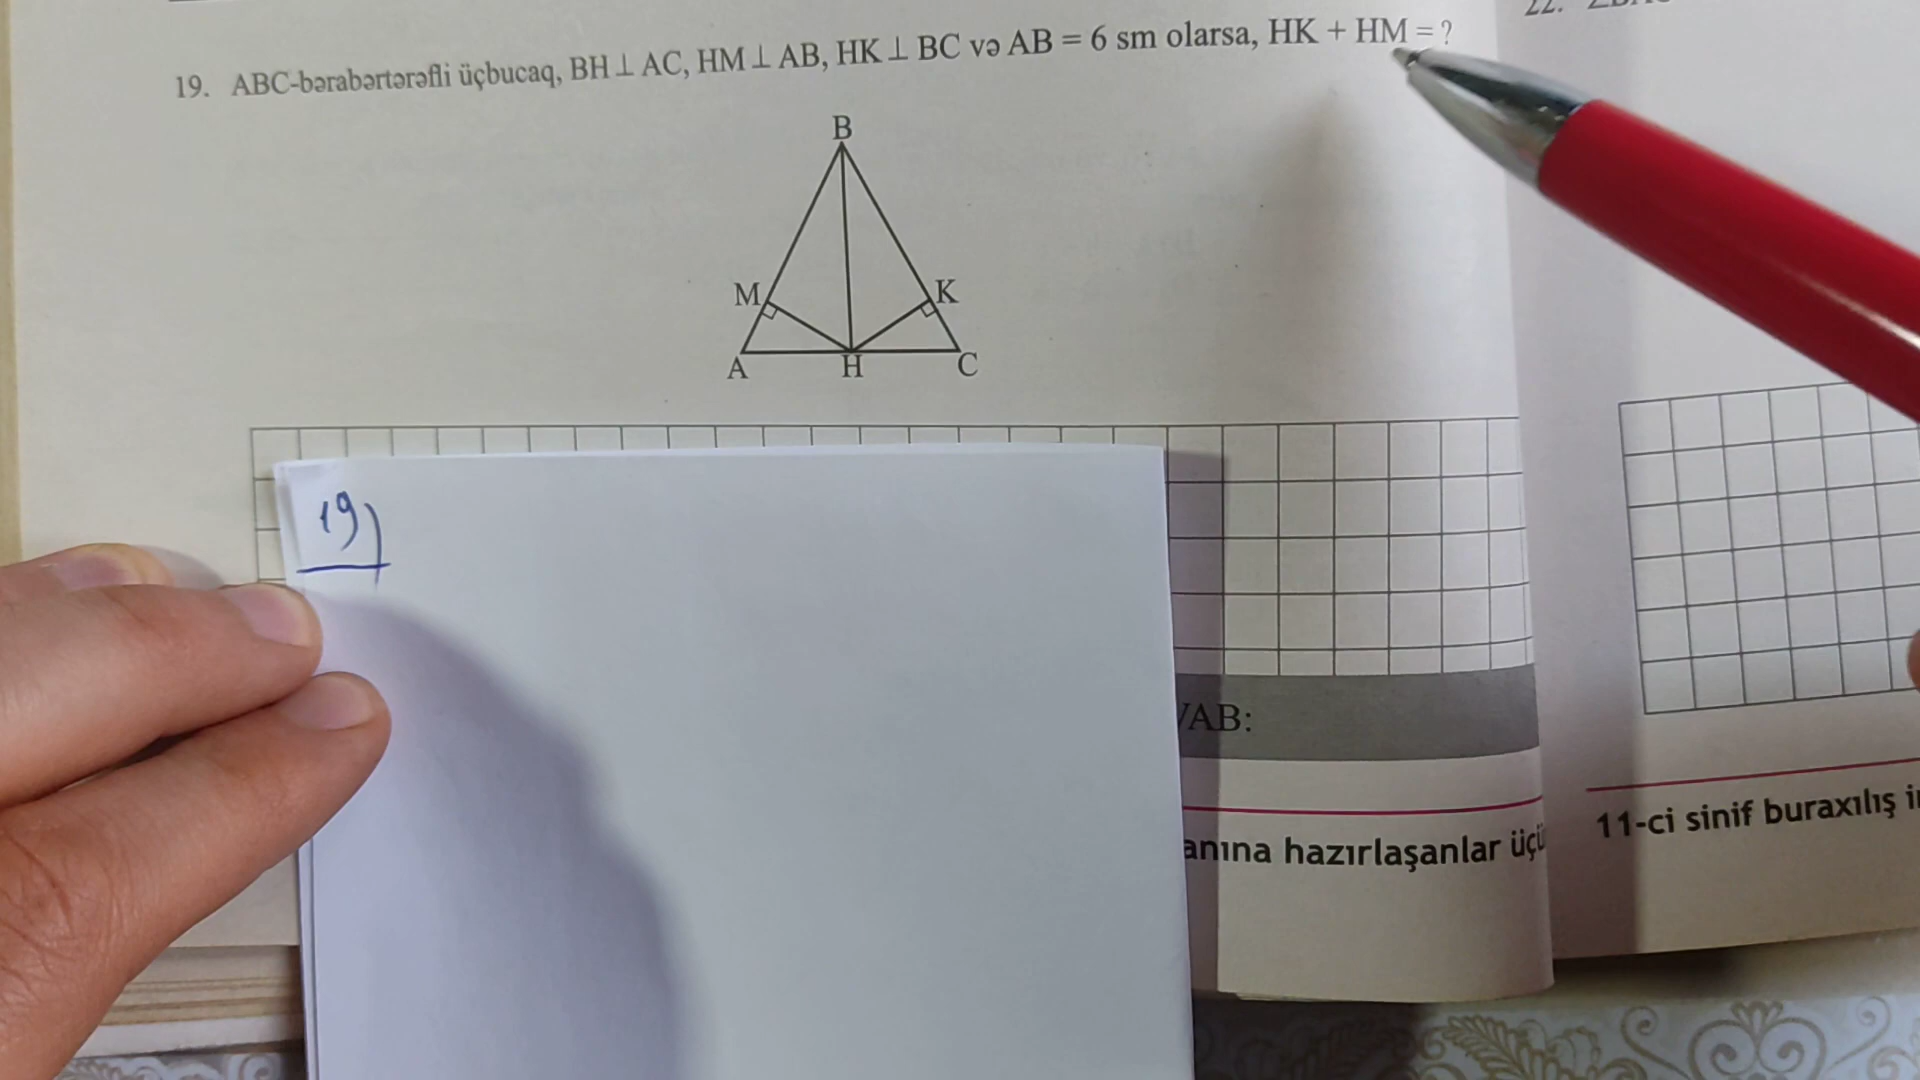 19. ABC-bərabərtərəfli üçbucaq, BH ⊥ AC, HM ⊥ AB, HK ⊥ BC və AB = 6 sm olarsa, HK + HM = ?
22.
B
M
K
A
H
C
19)
AB:
anına hazırlaşanlar
11-ci sinif buraxılış